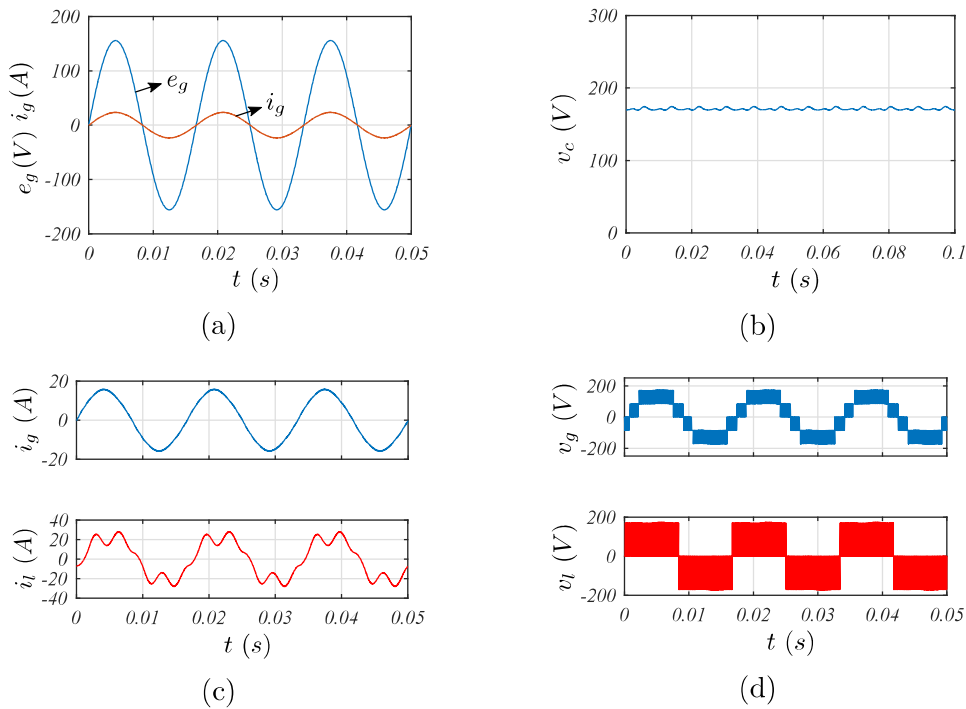 200
100
0
-100
-200
e_g(V) i_g(A)
e_g
i_g
0 0.01 0.02 0.03 0.04 0.05
t (s)
(a)
300
200
100
0
v_c (V)
0 0.02 0.04 0.06 0.08 0.1
t (s)
(b)
20
0
-20
i_g (A)
40
20
0
-20
-40
i_l (A)
0 0.01 0.02 0.03 0.04 0.05
t (s)
(c)
200
0
-200
v_g (V)
200
0
-200
v_l (V)
0 0.01 0.02 0.03 0.04 0.05
t (s)
(d)